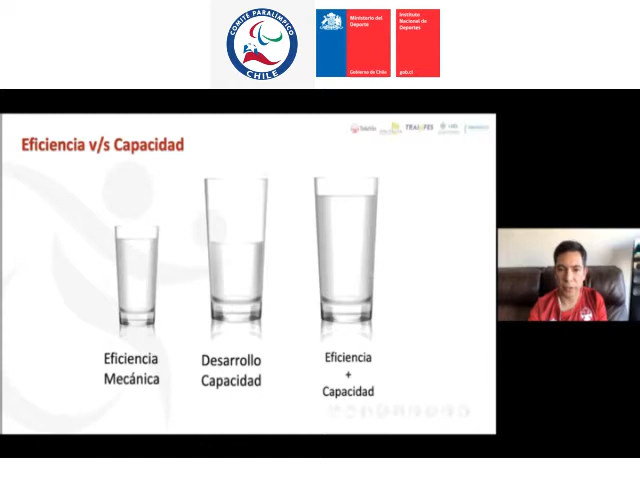 COMITÉ PARALÍMPICO
CHILE
Ministerio del
Deporte
Gobierno de Chile
Instituto
Nacional de
Deportes
gob.cl
Eficiencia v/s Capacidad
Teletón
Eficiencia
Mecánica
Desarrollo
Capacidad
Eficiencia
+
Capacidad